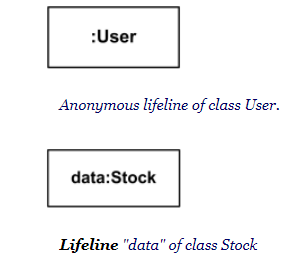 :User
Anonymous lifeline of class User.
data:Stock
Lifeline "data" of class Stock